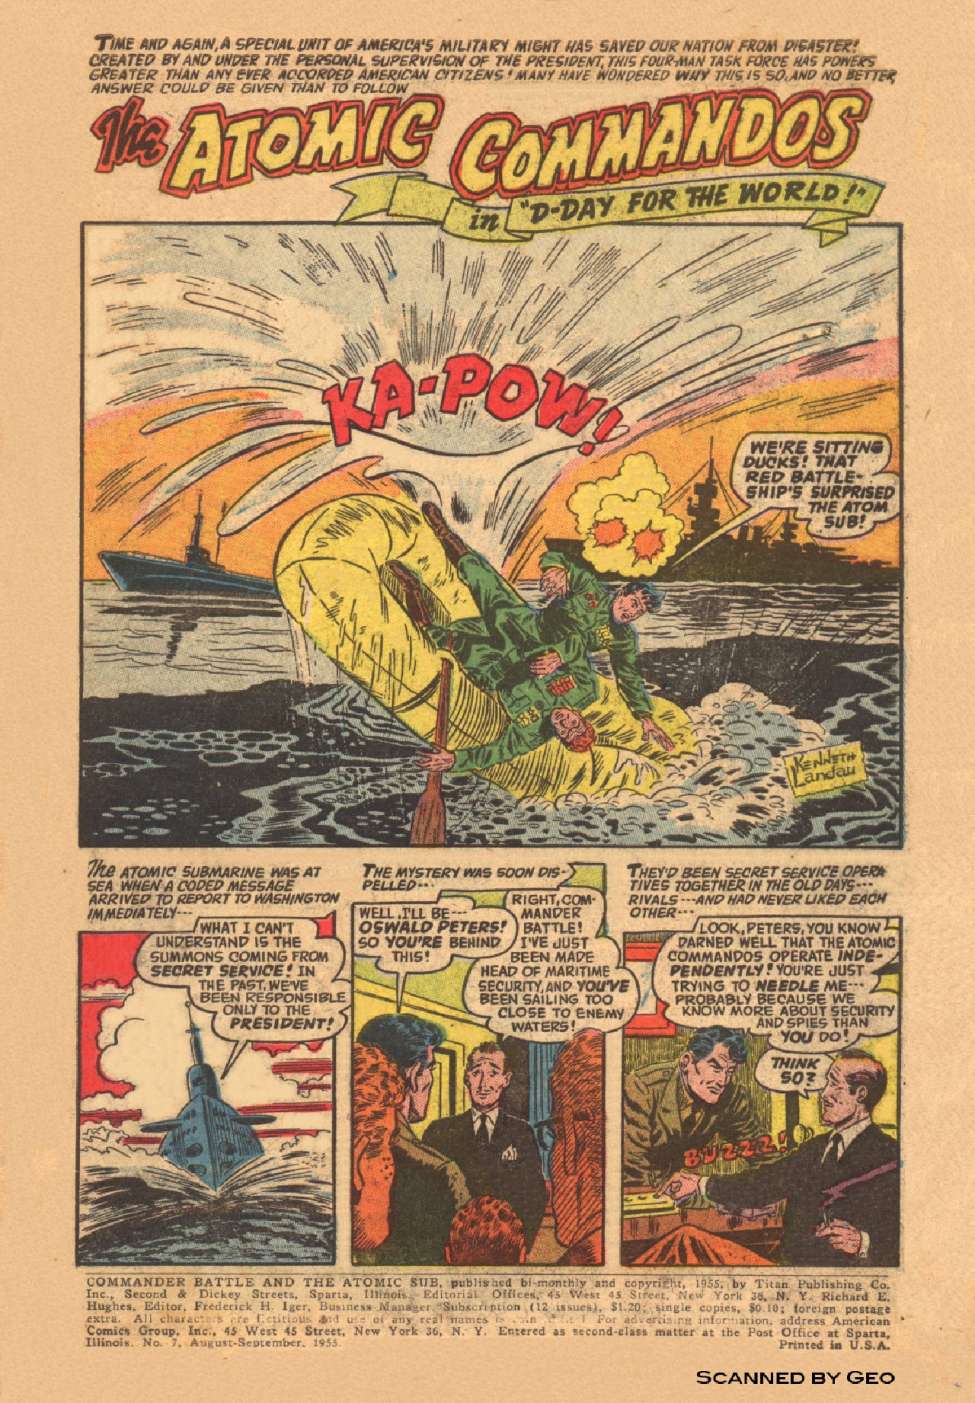 TIME AND AGAIN, A SPECIAL UNIT OF AMERICA'S MILITARY MIGHT HAS SAVED OUR NATION FROM DISASTER!
CREATED BY AND UNDER THE PERSONAL SUPERVISION OF THE PRESIDENT, THIS FOUR-MAN TASK FORCE HAS POWERS
GREATER THAN ANY EVER ACCORDED AMERICAN CITIZENS! MANY HAVE WONDERED WHY THIS IS SO, AND NO BETTER
ANSWER COULD BE GIVEN THAN TO FOLLOW
The ATOMIC COMMANDOS
in "D-DAY FOR THE WORLD!"
KA-POW!
WE'RE SITTING
DUCKS! THAT
RED BATTLE-
SHIP'S SURPRISED
THE ATOM
SUB!
KENNETH
Landau
The ATOMIC SUBMARINE WAS AT
SEA WHEN A CODED MESSAGE
ARRIVED TO REPORT TO WASHINGTON
IMMEDIATELY---
WHAT I CAN'T
UNDERSTAND IS THE
SUMMONS COMING FROM
SECRET SERVICE! IN
THE PAST, WE'VE
BEEN RESPONSIBLE
ONLY TO THE
PRESIDENT!
THE MYSTERY WAS SOON DIS-
PELLED---
WELL, I'LL BE---
OSWALD PETERS!
SO YOU'RE BEHIND
THIS!
RIGHT, COM-
MANDER
BATTLE!
I'VE JUST
BEEN MADE
HEAD OF MARITIME
SECURITY, AND YOU'VE
BEEN SAILING TOO
CLOSE TO ENEMY
WATERS!
THEY'D BEEN SECRET SERVICE OPERA
TIVES TOGETHER IN THE OLD DAYS---
RIVALS---AND HAD NEVER LIKED EACH
OTHER---
LOOK, PETERS, YOU KNOW
DARNED WELL THAT THE ATOMIC
COMMANDOS OPERATE INDE-
PENDENTLY! YOU'RE JUST
TRYING TO NEEDLE ME---
PROBABLY BECAUSE WE
KNOW MORE ABOUT SECURITY
AND SPIES THAN
YOU DO!
THINK
SO?
BUZZZ!
COMMANDER BATTLE AND THE ATOMIC SUB, published bi-monthly and copyright, 1955, by Titan Publishing Co.
Inc., Second & Dickey Streets, Sparta, Illinois. Editorial Offices, 45 West 45 Street, New York 36, N. Y. Richard E.
Hughes, Editor, Frederick H. Iger, Business Manager. Subscription (12 issues), $1.20; single copies, $0.10; foreign postage
extra. All characters are fictitious and use of any real names is For advertising information, address American
Comics Group, Inc., 45 West 45 Street, New York 36, N. Y. Entered as second-class matter at the Post Office at Sparta,
Illinois. No. 7, August-September, 1955. Printed in U.S.A.
SCANNED BY GEO